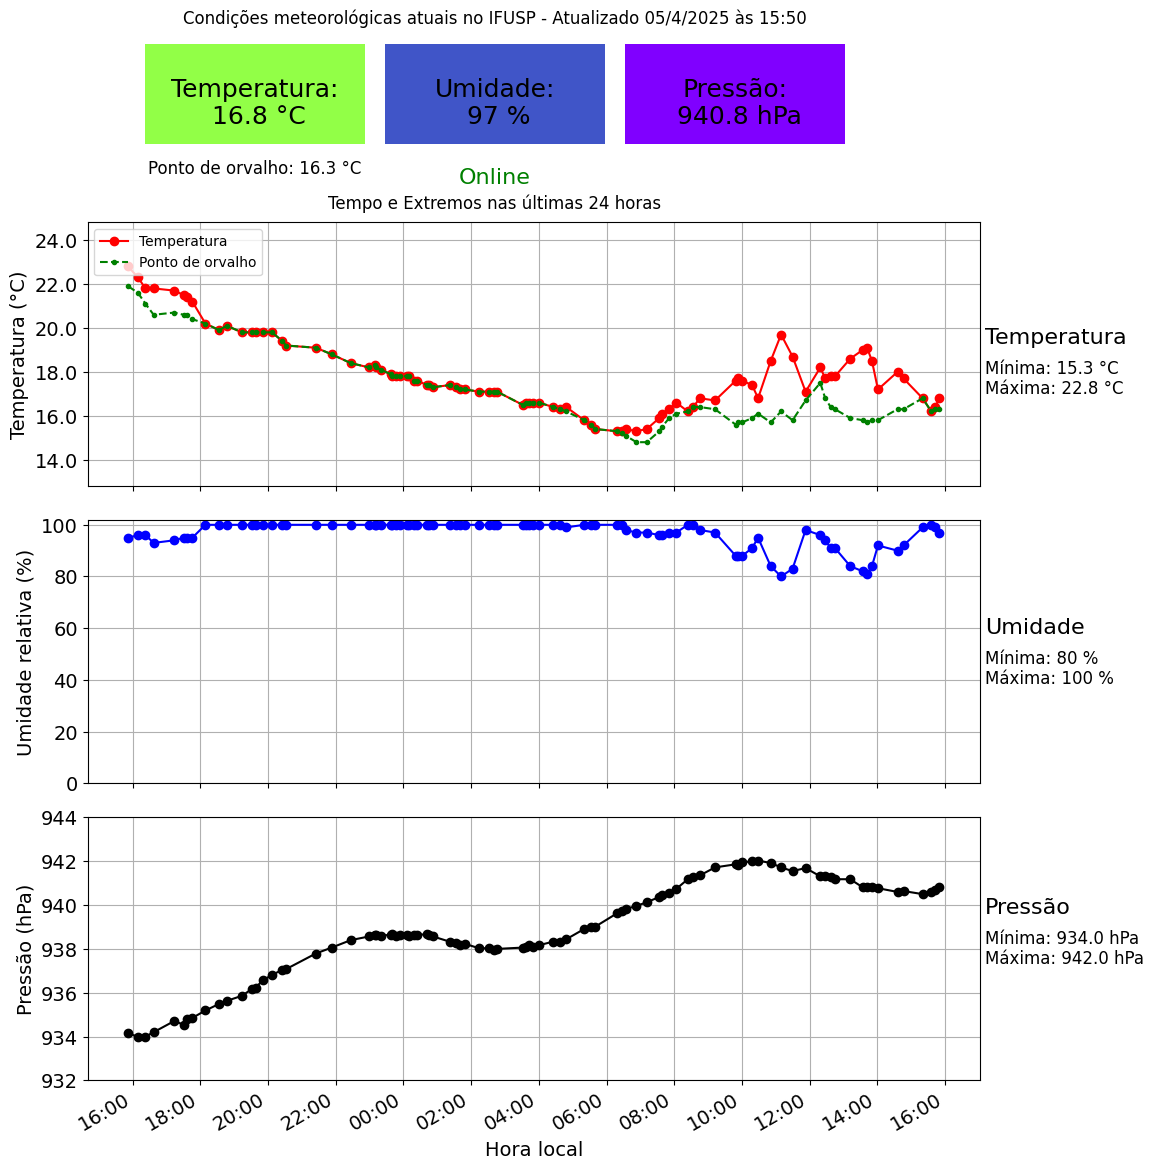 Condições meteorológicas atuais no IFUSP - Atualizado 05/4/2025 às 15:50
Temperatura:
16.8 °C
Umidade:
97 %
Pressão:
940.8 hPa
Ponto de orvalho: 16.3 °C
Online
Tempo e Extremos nas últimas 24 horas
Temperatura (°C)
24.0
22.0
20.0
18.0
16.0
14.0
Temperatura
Ponto de orvalho
Temperatura
Mínima: 15.3 °C
Máxima: 22.8 °C
Umidade relativa (%)
100
80
60
40
20
0
Umidade
Mínima: 80 %
Máxima: 100 %
Pressão (hPa)
944
942
940
938
936
934
932
Pressão
Mínima: 934.0 hPa
Máxima: 942.0 hPa
16:00 18:00 20:00 22:00 00:00 02:00 04:00 06:00 08:00 10:00 12:00 14:00 16:00
Hora local